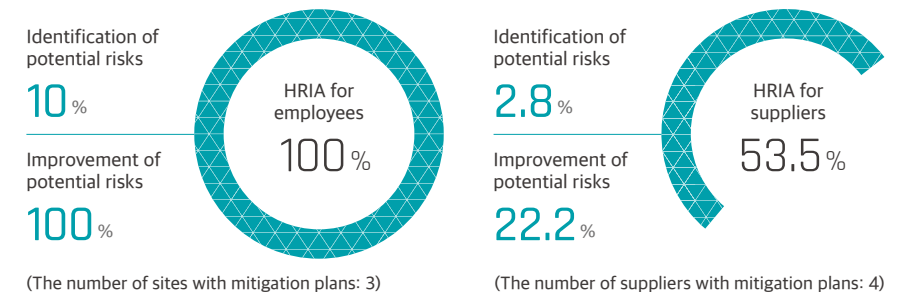 Identification of
potential risks
10 %
Improvement of
potential risks
100 %
HRIA for
employees
100 %
(The number of sites with mitigation plans: 3)
Identification of
potential risks
2.8 %
Improvement of
potential risks
22.2 %
HRIA for
suppliers
53.5 %
(The number of suppliers with mitigation plans: 4)